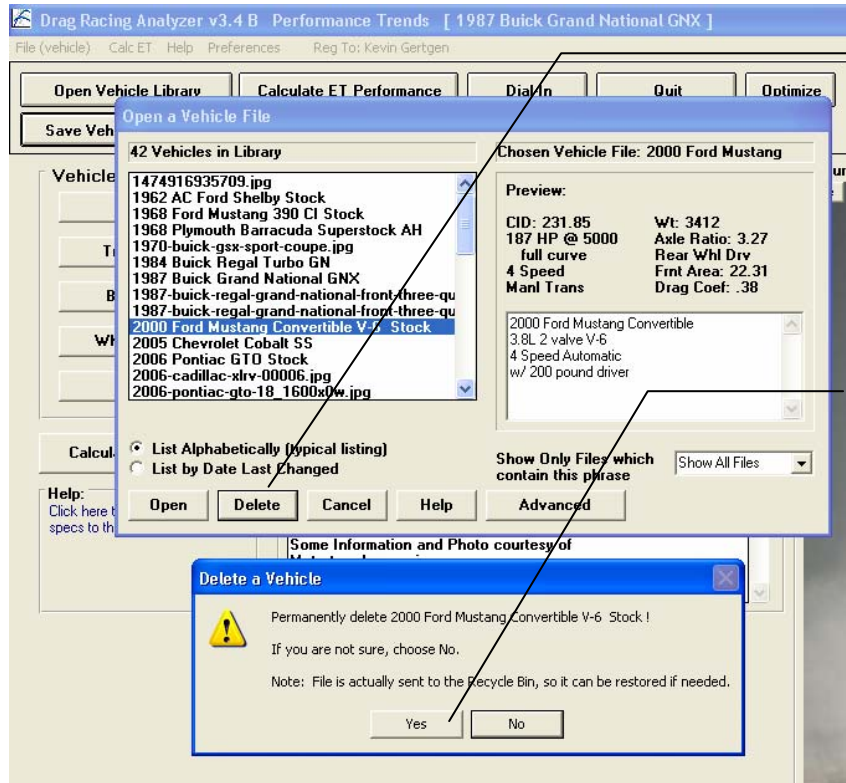 Drag Racing Analyzer v3.4 B Performance Trends [ 1987 Buick Grand National GNX ]
File (vehicle) Calc ET Help Preferences Reg To: Kevin Gertgen
Open Vehicle Library Calculate ET Performance Dial In Quit Optimize
Save Veh
Open a Vehicle File
42 Vehicles in Library
Chosen Vehicle File: 2000 Ford Mustang
Vehicle
1474916935709.jpg
1962 AC Ford Shelby Stock
1968 Ford Mustang 390 CI Stock
1968 Plymouth Barracuda Superstock AH
1970-buick-gsx-sport-coupe.jpg
1984 Buick Regal Turbo GN
1987 Buick Grand National GNX
1987-buick-regal-grand-national-front-three-qu
1987-buick-regal-grand-national-front-three-qu
2000 Ford Mustang Convertible V-6 Stock
2005 Chevrolet Cobalt SS
2006 Pontiac GTO Stock
2006-cadillac-xlrv-00006.jpg
2006-pontiac-gto-18_1600x0w.jpg
Preview:
CID: 231.85 Wt: 3412
187 HP @ 5000 Axle Ratio: 3.27
full curve Rear Whl Drv
4 Speed Frnt Area: 22.31
Manl Trans Drag Coef: .38
2000 Ford Mustang Convertible
3.8L 2 valve V-6
4 Speed Automatic
w/ 200 pound driver
List Alphabetically (typical listing)
List by Date Last Changed
Show Only Files which
contain this phrase
Show All Files
Calcul
Open Delete Cancel Help Advanced
Help:
Click here t
specs to th
Some Information and Photo courtesy of
Delete a Vehicle
Permanently delete 2000 Ford Mustang Convertible V-6 Stock !
If you are not sure, choose No.
Note: File is actually sent to the Recycle Bin, so it can be restored if needed.
Yes No